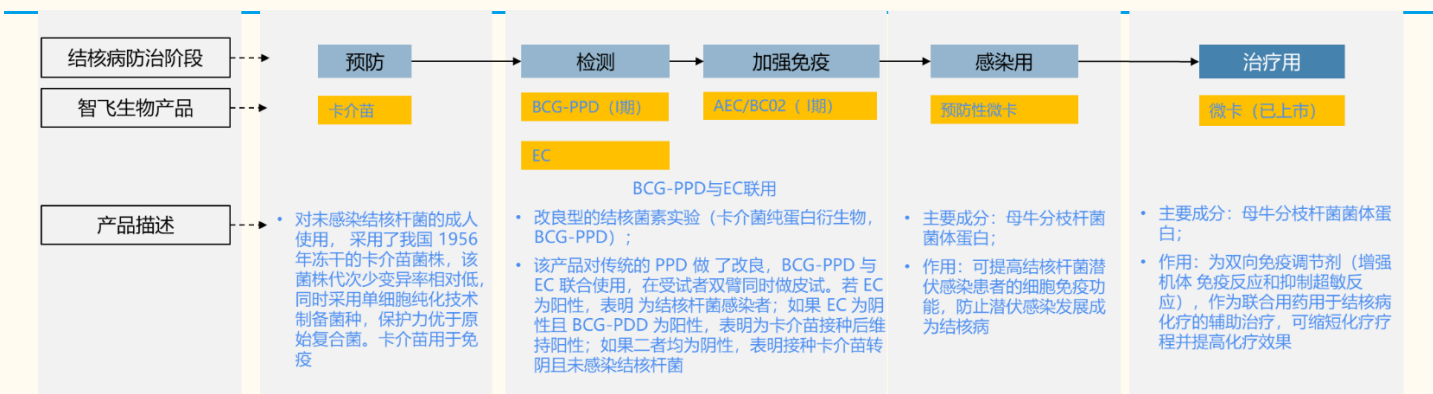 结核病防治阶段
预防
检测
加强免疫
感染用
治疗用
智飞生物产品
卡介苗
BCG-PPD（I期）
AEC/BC02（ I期）
预防性微卡
微卡（已上市）
EC
BCG-PPD与EC联用
产品描述
• 对未感染结核杆菌的成人
使用， 采用了我国 1956
年冻干的卡介苗菌株，该
菌株代次少变异率相对低，
同时采用单细胞纯化技术
制备菌种，保护力优于原
始复合菌。卡介苗用于免
疫
• 改良型的结核菌素实验（卡介菌纯蛋白衍生物，
BCG-PPD）；
• 该产品对传统的 PPD 做 了改良，BCG-PPD 与
EC 联合使用，在受试者双臂同时做皮试。若 EC
为阳性，表明 为结核杆菌感染者；如果 EC 为阴
性且 BCG-PDD 为阳性，表明为卡介苗接种后维
持阳性；如果二者均为阴性，表明接种卡介苗转
阴且未感染结核杆菌
• 主要成分：母牛分枝杆菌
菌体蛋白；
• 作用：可提高结核杆菌潜
伏感染患者的细胞免疫功
能，防止潜伏感染发展成
为结核病
• 主要成分：母牛分枝杆菌菌体蛋
白；
• 作用：为双向免疫调节剂（增强
机体 免疫反应和抑制超敏反
应），作为联合用药用于结核病
化疗的辅助治疗，可缩短化疗疗
程并提高化疗效果